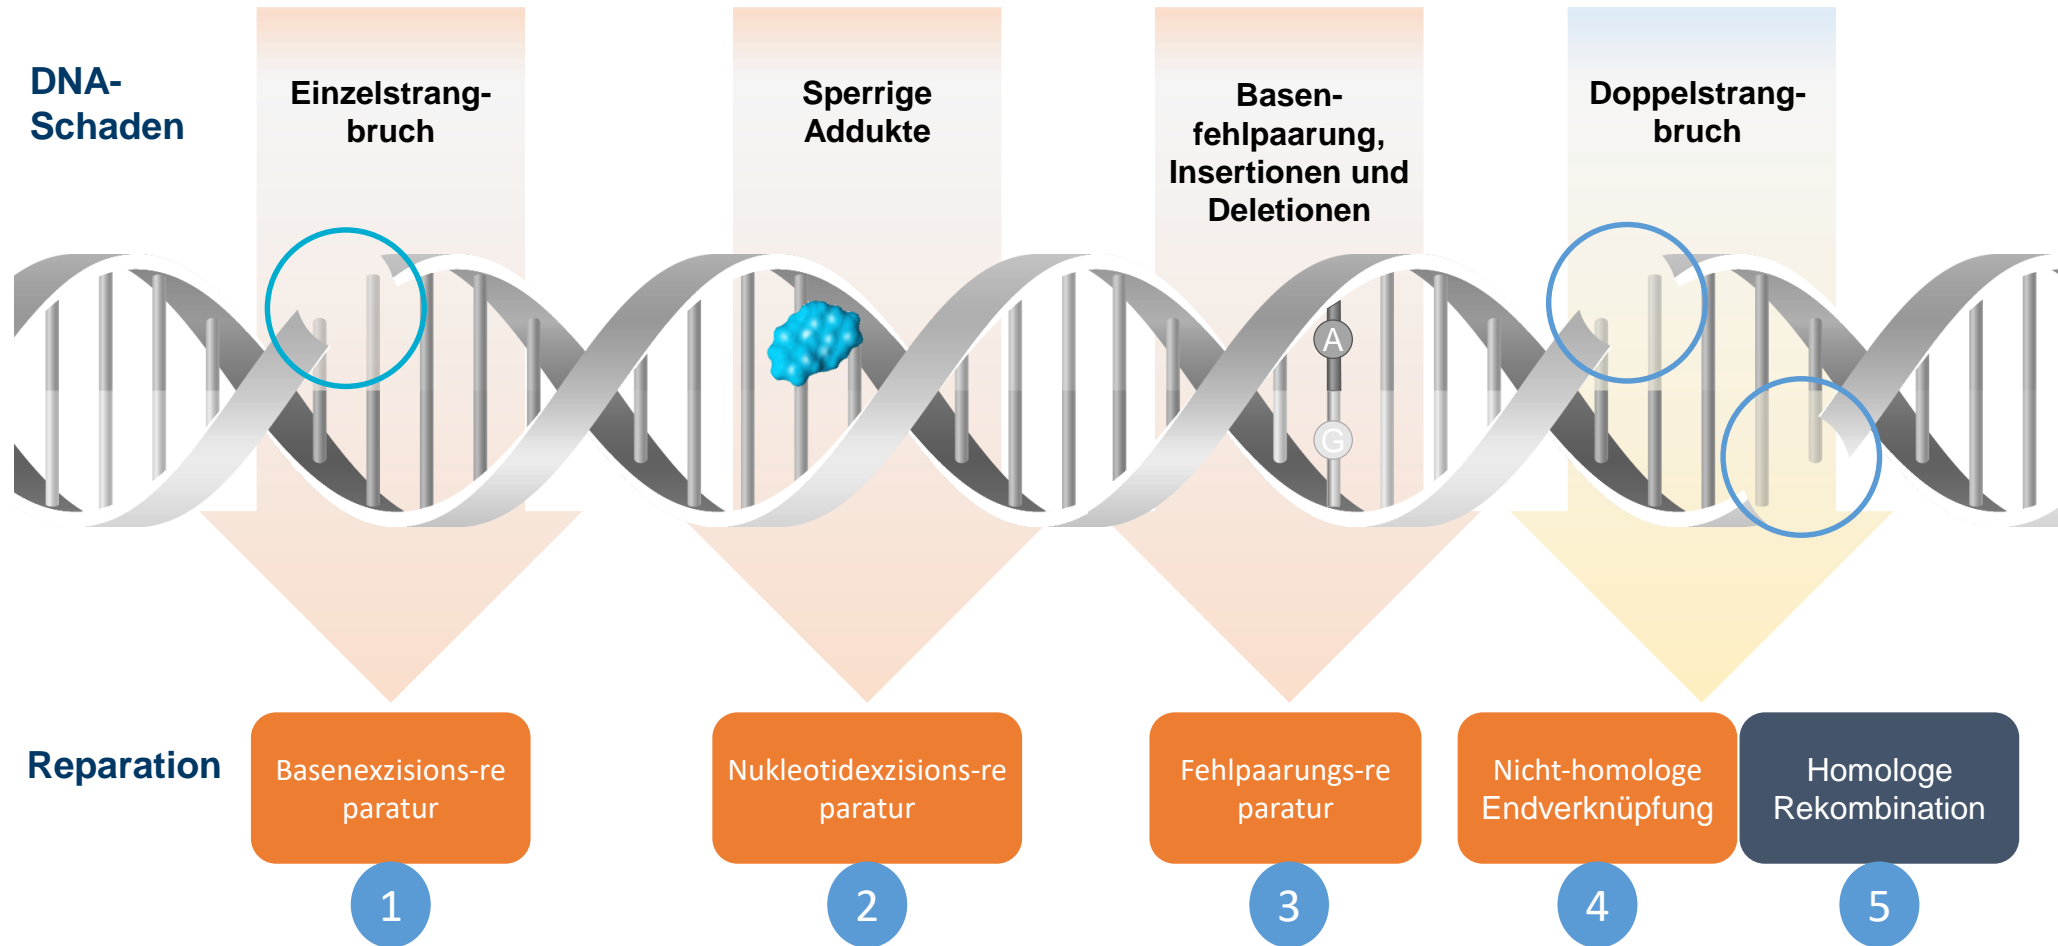 DNA-
Schaden
Einzelstrang-
bruch
Sperrige
Addukte
Basen-
fehlpaarung,
Insertionen und
Deletionen
Doppelstrang-
bruch
A
G
Reparation
Basenexzisions-re
paratur
Nukleotidexzisions-re
paratur
Fehlpaarungs-re
paratur
Nicht-homologe
Endverknüpfung
Homologe
Rekombination
1
2
3
4
5